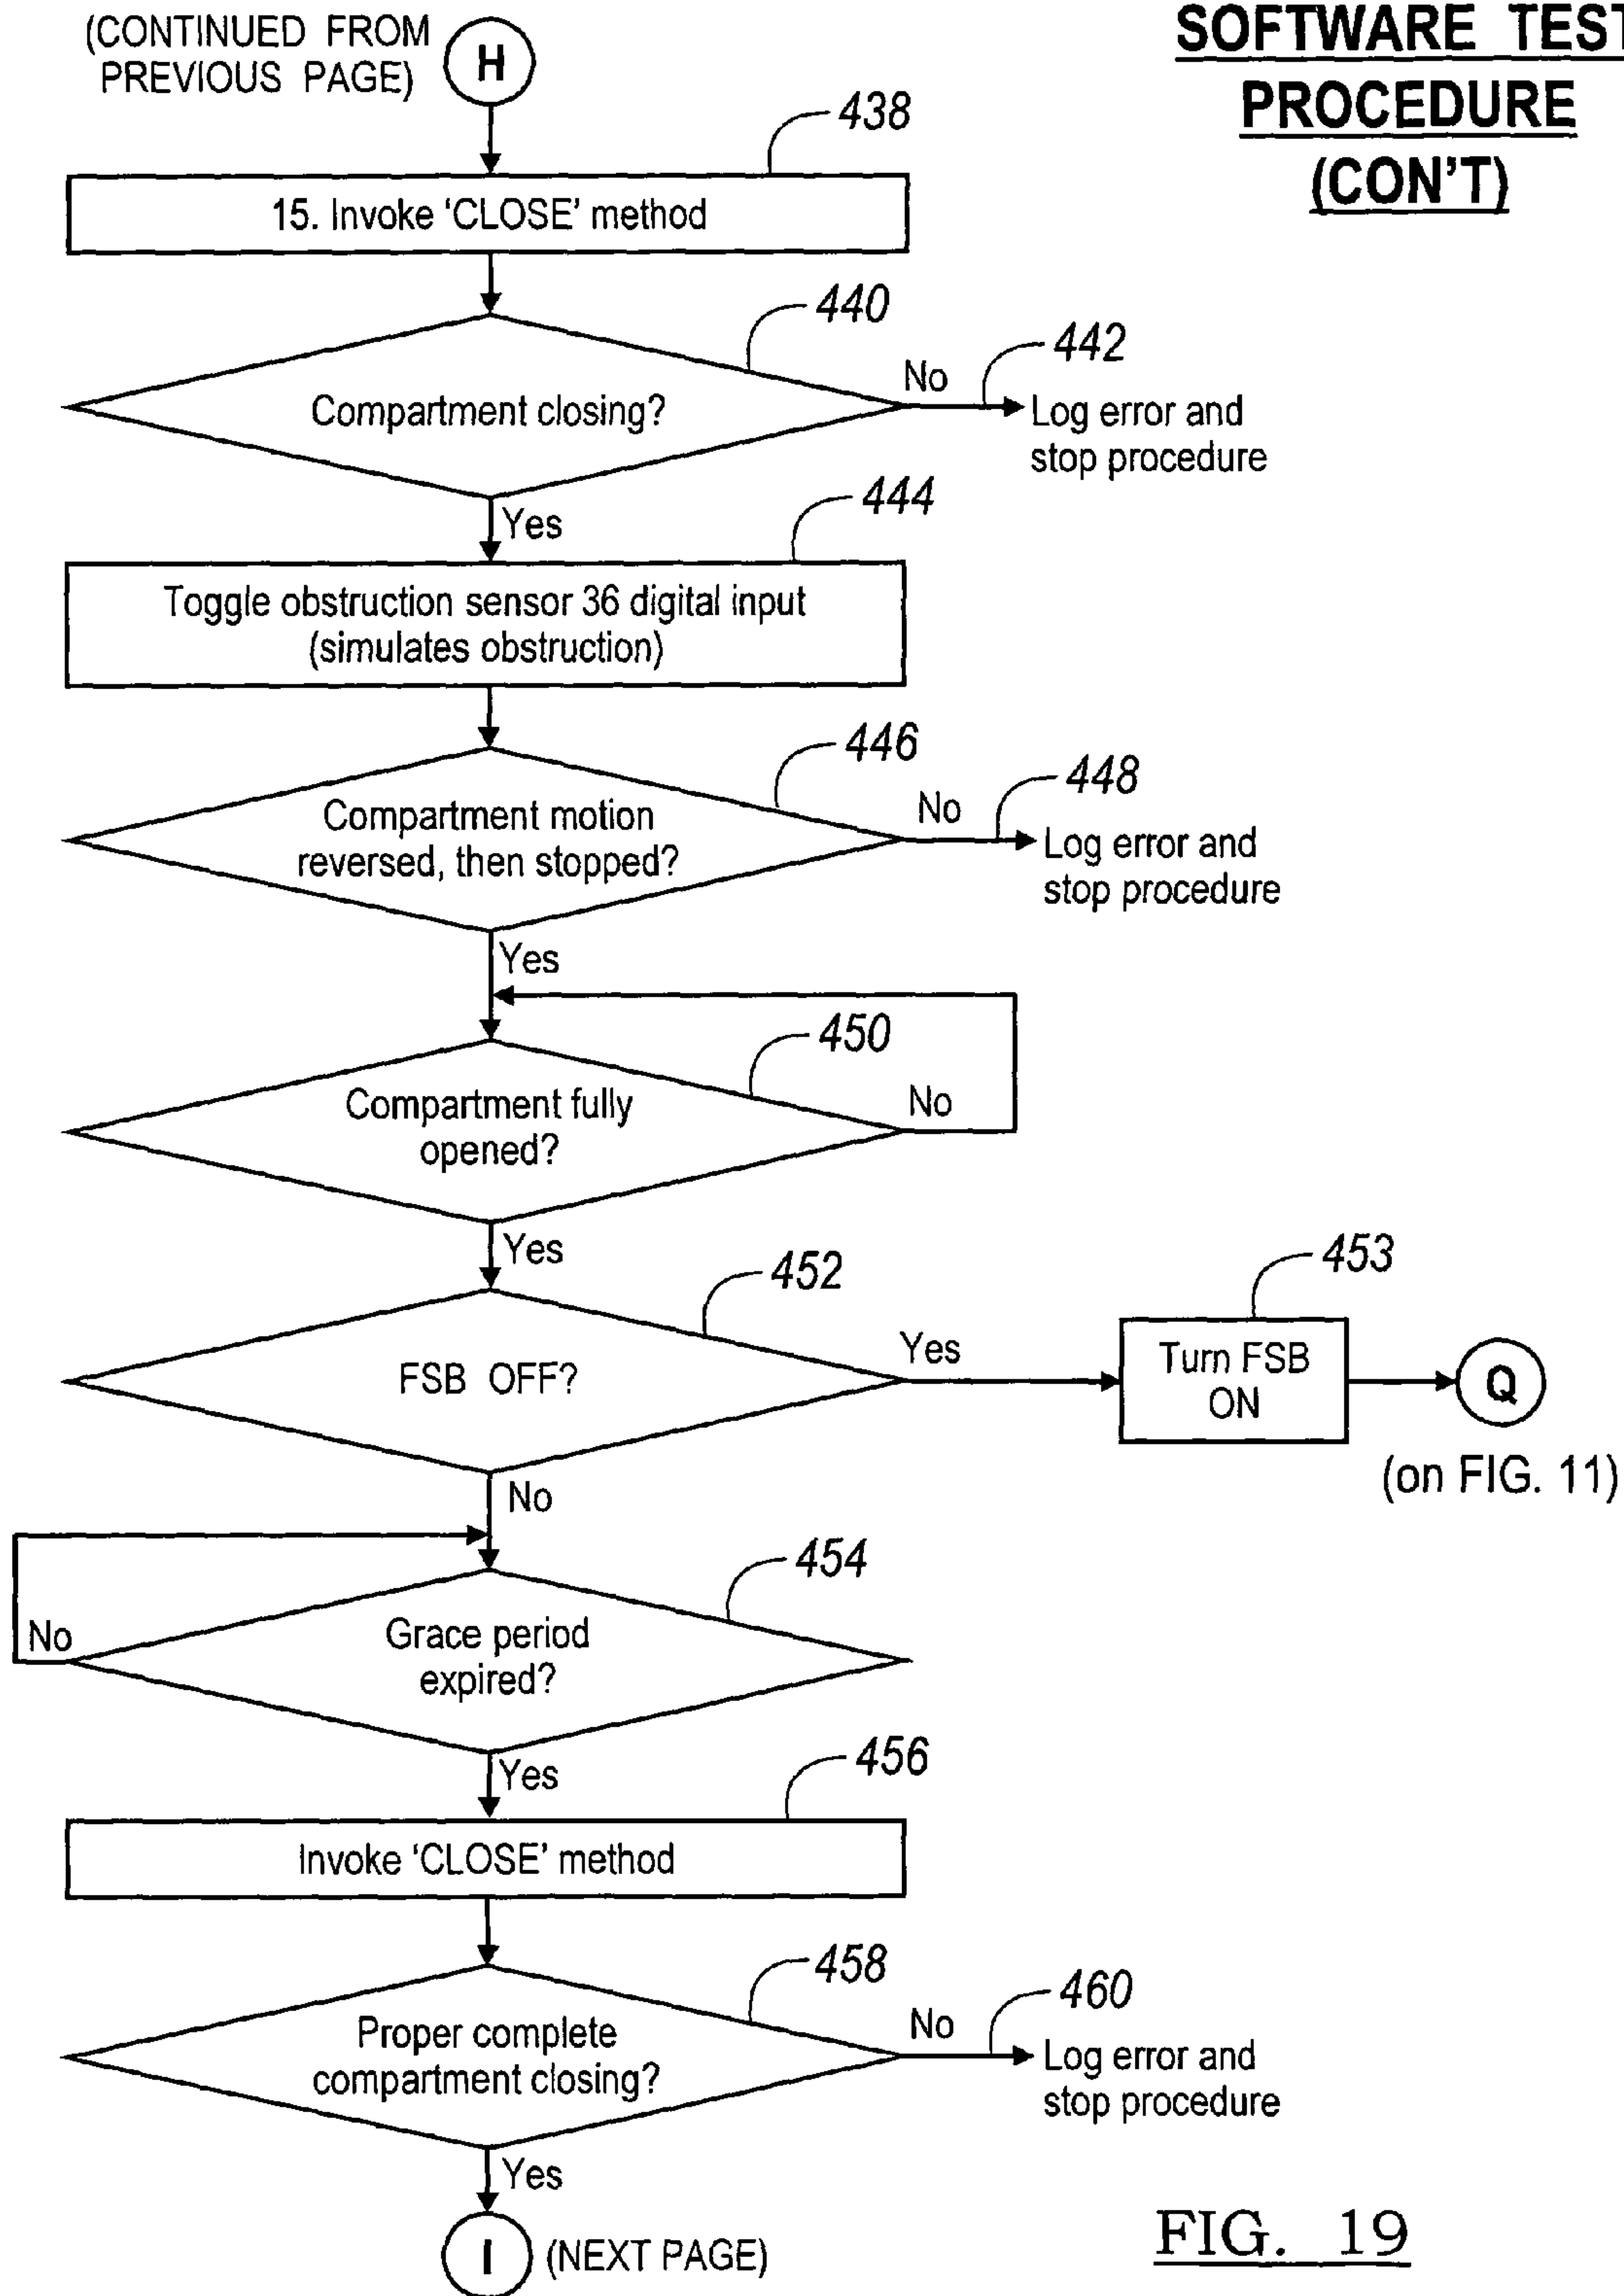 (CONTINUED FROM
PREVIOUS PAGE)
H
SOFTWARE TEST
PROCEDURE
(CON'T)
438
15. Invoke ‘CLOSE’ method
440
Compartment closing?
No
442
Log error and
stop procedure
Yes
444
Toggle obstruction sensor 36 digital input
(simulates obstruction)
446
Compartment motion
reversed, then stopped?
No
448
Log error and
stop procedure
Yes
450
Compartment fully
opened?
No
Yes
452
FSB OFF?
Yes
453
Turn FSB
ON
Q
(on FIG. 11)
No
454
Grace period
expired?
No
Yes
456
Invoke ‘CLOSE’ method
458
Proper complete
compartment closing?
No
460
Log error and
stop procedure
Yes
I
(NEXT PAGE)
FIG. 19